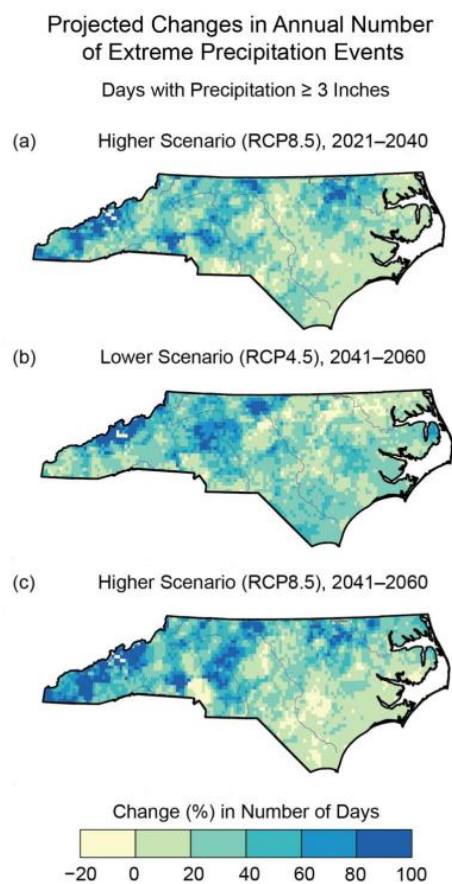 Projected Changes in Annual Number
of Extreme Precipitation Events
Days with Precipitation ≥ 3 Inches
(a) Higher Scenario (RCP8.5), 2021–2040
(b) Lower Scenario (RCP4.5), 2041–2060
(c) Higher Scenario (RCP8.5), 2041–2060
Change (%) in Number of Days
−20 0 20 40 60 80 100